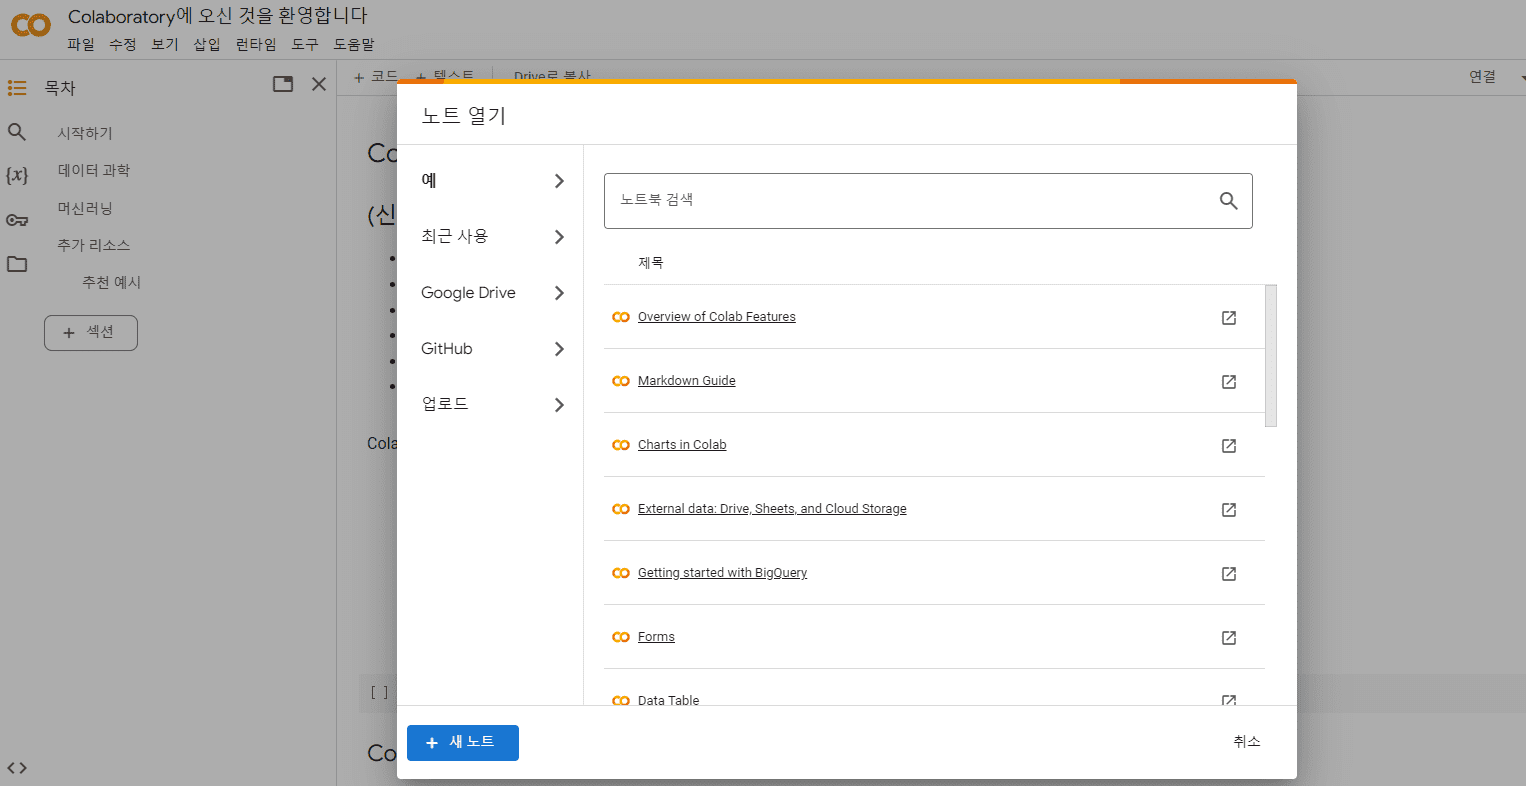 Colaboratory에 오신 것을 환영합니다
파일 수정 보기 삽입 런타임 도구 도움말
목차
시작하기
데이터 과학
머신러닝
추가 리소스
추천 예시
+ 섹션
+ 코드 + 텍스트 Drive로 복사
연결
Co
(신
Cola
[ ]
Co
노트 열기
예
최근 사용
Google Drive
GitHub
업로드
노트북 검색
제목
Overview of Colab Features
Markdown Guide
Charts in Colab
External data: Drive, Sheets, and Cloud Storage
Getting started with BigQuery
Forms
Data Table
+ 새 노트
취소